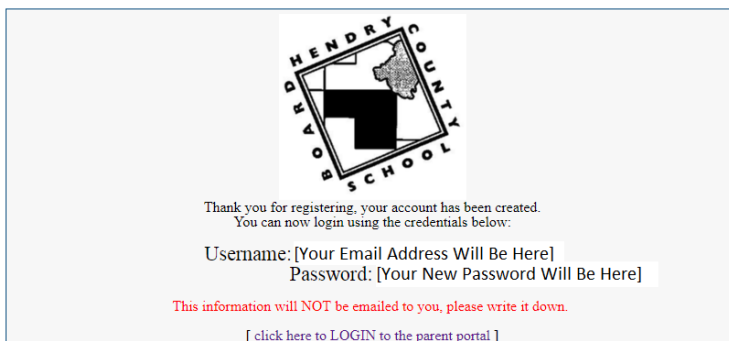 HENDRY COUNTY
SCHOOL BOARD
Thank you for registering, your account has been created.
You can now login using the credentials below:
Username: [Your Email Address Will Be Here]
Password: [Your New Password Will Be Here]
This information will NOT be emailed to you, please write it down.
[ click here to LOGIN to the parent portal ]